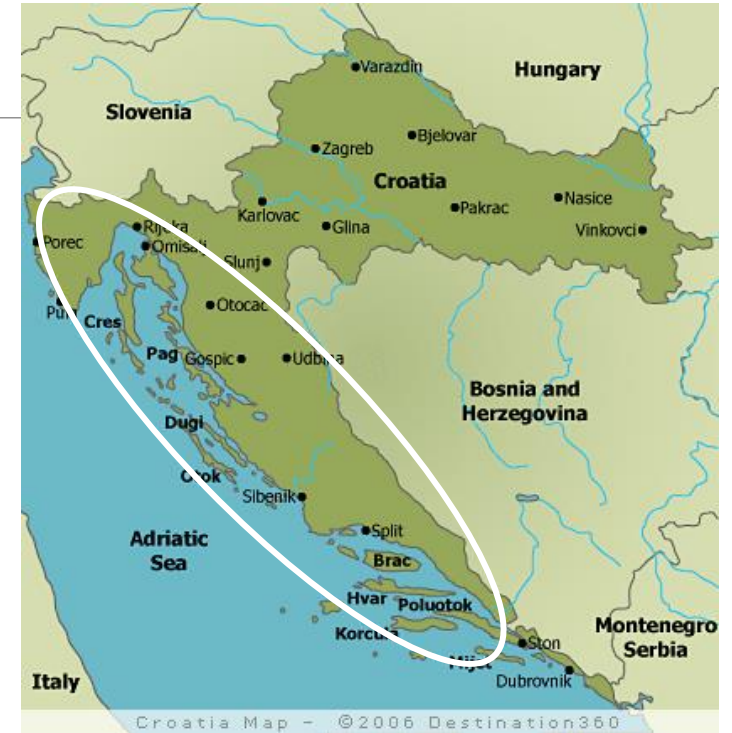 Varazdin
Hungary
Slovenia
Bjelovar
Zagreb
Croatia
Nasice
Pakrac
Karlovac
Glina
Vinkovci
Rijeka
Porec
Omisalj
Slunj
Otocac
Pula
Cres
Pag
Gospic
Udbina
Bosnia and
Herzegovina
Dugi
Otok
Sibenik
Split
Adriatic
Sea
Brac
Hvar
Poluotok
Korcula
Montenegro
Serbia
Ston
Mljet
Dubrovnik
Italy
Croatia Map - ©2006 Destination360